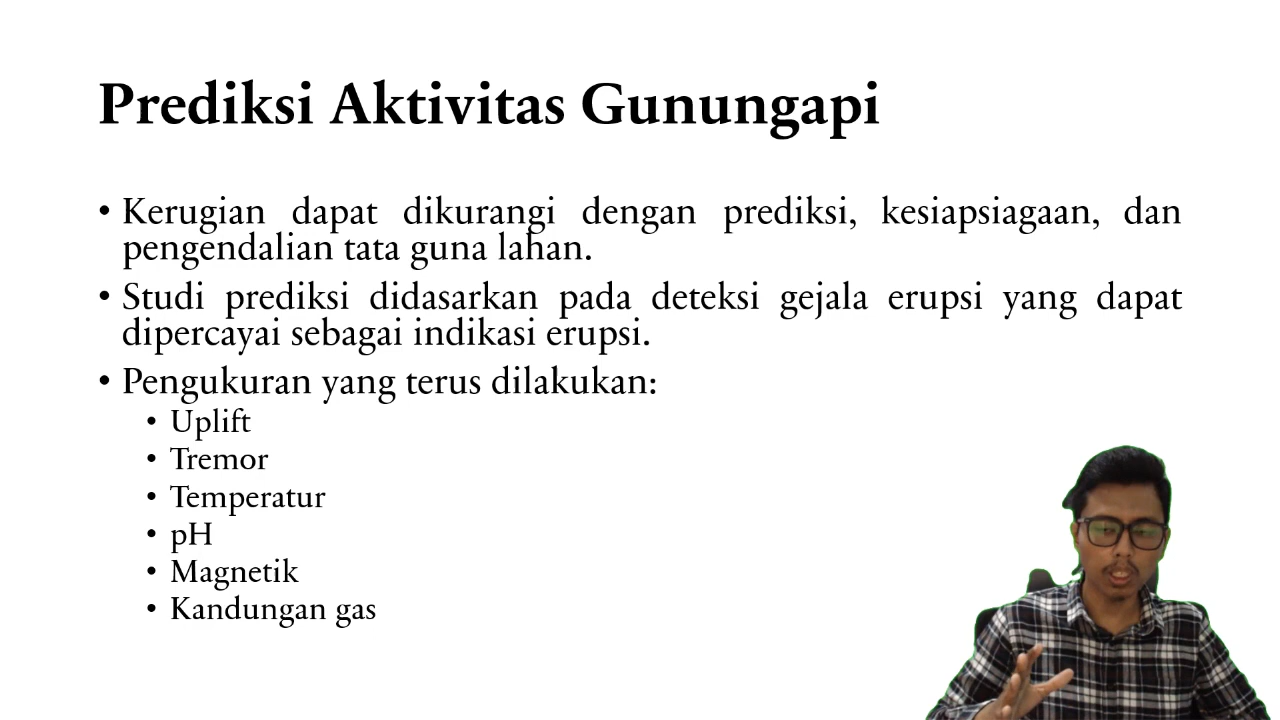 Prediksi Aktivitas Gunungapi
• Kerugian dapat dikurangi dengan prediksi, kesiapsiagaan, dan
pengendalian tata guna lahan.
• Studi prediksi didasarkan pada deteksi gejala erupsi yang dapat
dipercayai sebagai indikasi erupsi.
• Pengukuran yang terus dilakukan:
• Uplift
• Tremor
• Temperatur
• pH
• Magnetik
• Kandungan gas